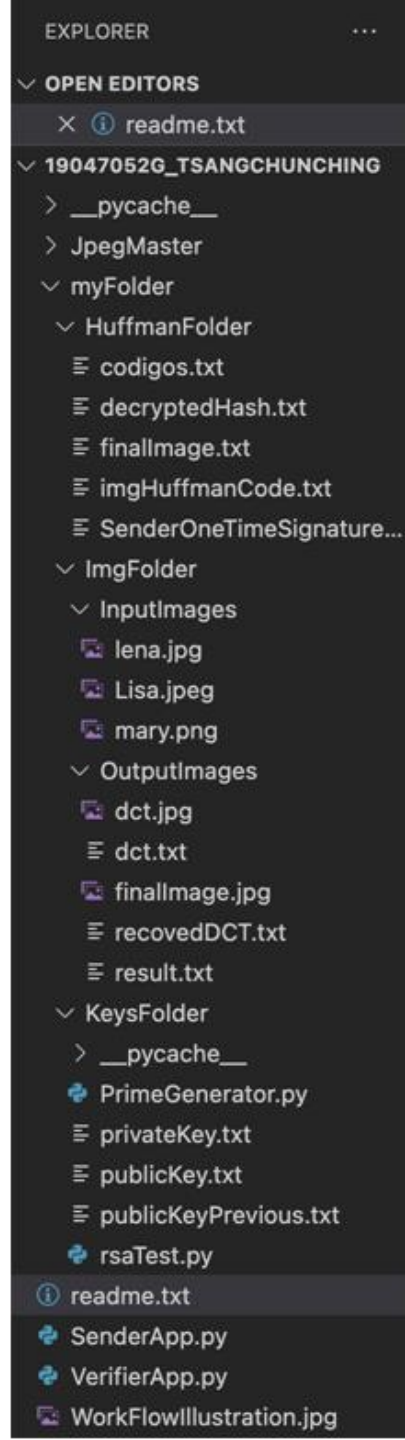 EXPLORER
OPEN EDITORS
readme.txt
19047052G_TSANGCHUNCHING
__pycache__
JpegMaster
myFolder
HuffmanFolder
codigos.txt
decryptedHash.txt
finalImage.txt
imgHuffmanCode.txt
SenderOneTimeSignature...
ImgFolder
InputImages
lena.jpg
Lisa.jpeg
mary.png
OutputImages
dct.jpg
dct.txt
finalImage.jpg
recovedDCT.txt
result.txt
KeysFolder
__pycache__
PrimeGenerator.py
privateKey.txt
publicKey.txt
publicKeyPrevious.txt
rsaTest.py
readme.txt
SenderApp.py
VerifierApp.py
WorkFlowIllustration.jpg